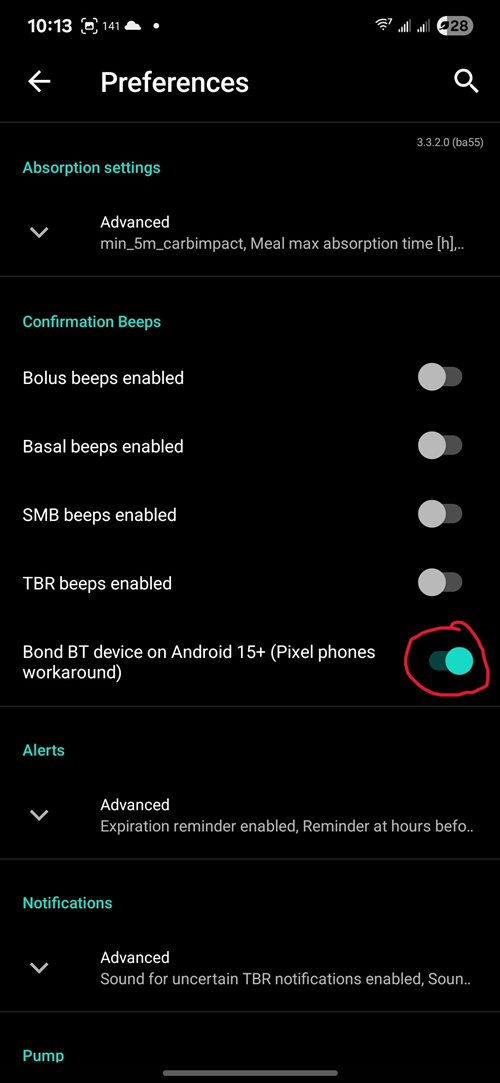 10:13 141 28
Preferences
3.3.2.0 (ba55)
Absorption settings
Advanced
min_5m_carbimpact, Meal max absorption time [h],..
Confirmation Beeps
Bolus beeps enabled
Basal beeps enabled
SMB beeps enabled
TBR beeps enabled
Bond BT device on Android 15+ (Pixel phones
workaround)
Alerts
Advanced
Expiration reminder enabled, Reminder at hours befo..
Notifications
Advanced
Sound for uncertain TBR notifications enabled, Soun..
Pump